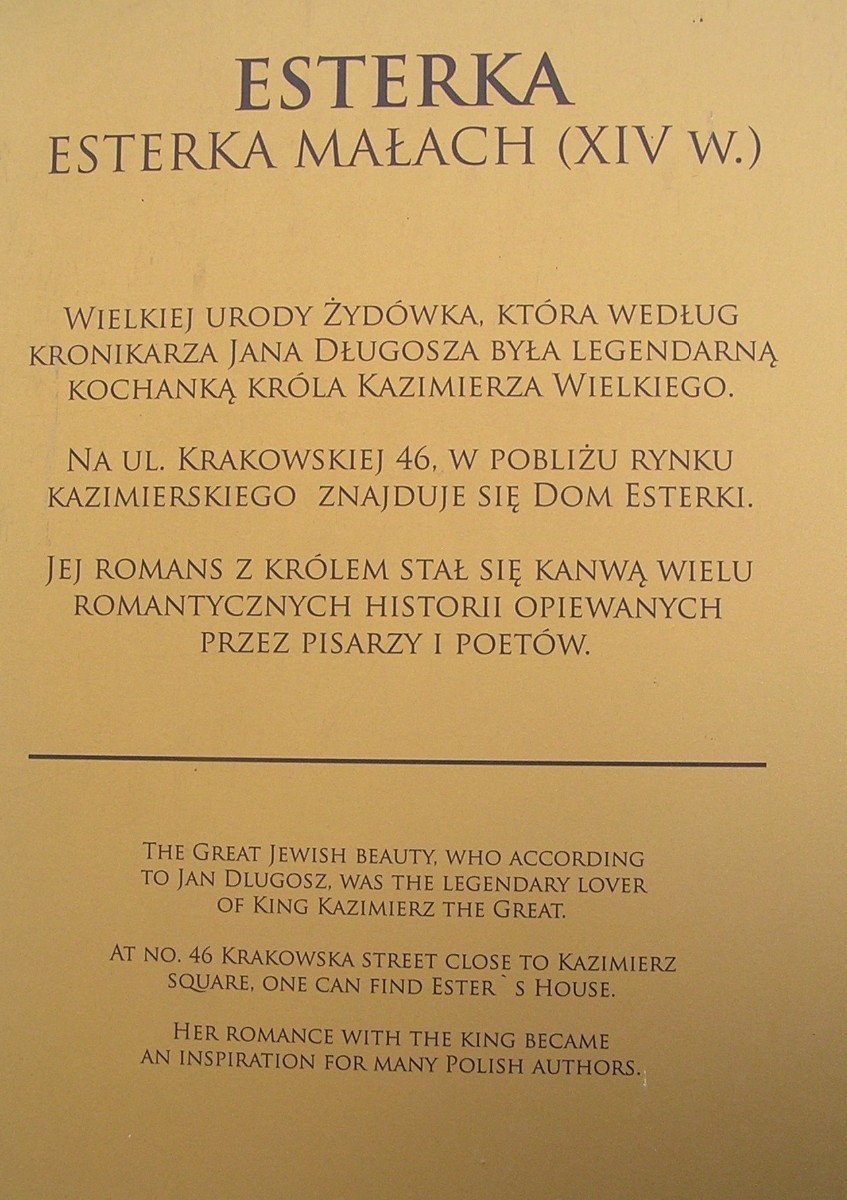 ESTERKA
ESTERKA MAŁACH (XIV W.)
WIELKIEJ URODY ŻYDÓWKA, KTÓRA WEDŁUG
KRONIKARZA JANA DŁUGOSZA BYŁA LEGENDARNĄ
KOCHANKĄ KRÓLA KAZIMIERZA WIELKIEGO.
NA UL. KRAKOWSKIEJ 46, W POBLIŻU RYNKU
KAZIMIERSKIEGO ZNAJDUJE SIĘ DOM ESTERKI.
JEJ ROMANS Z KRÓLEM STAŁ SIĘ KANWĄ WIELU
ROMANTYCZNYCH HISTORII OPIEWANYCH
PRZEZ PISARZY I POETÓW.
THE GREAT JEWISH BEAUTY, WHO ACCORDING
TO JAN DLUGOSZ, WAS THE LEGENDARY LOVER
OF KING KAZIMIERZ THE GREAT.
AT NO. 46 KRAKOWSKA STREET CLOSE TO KAZIMIERZ
SQUARE, ONE CAN FIND ESTER`S HOUSE.
HER ROMANCE WITH THE KING BECAME
AN INSPIRATION FOR MANY POLISH AUTHORS.